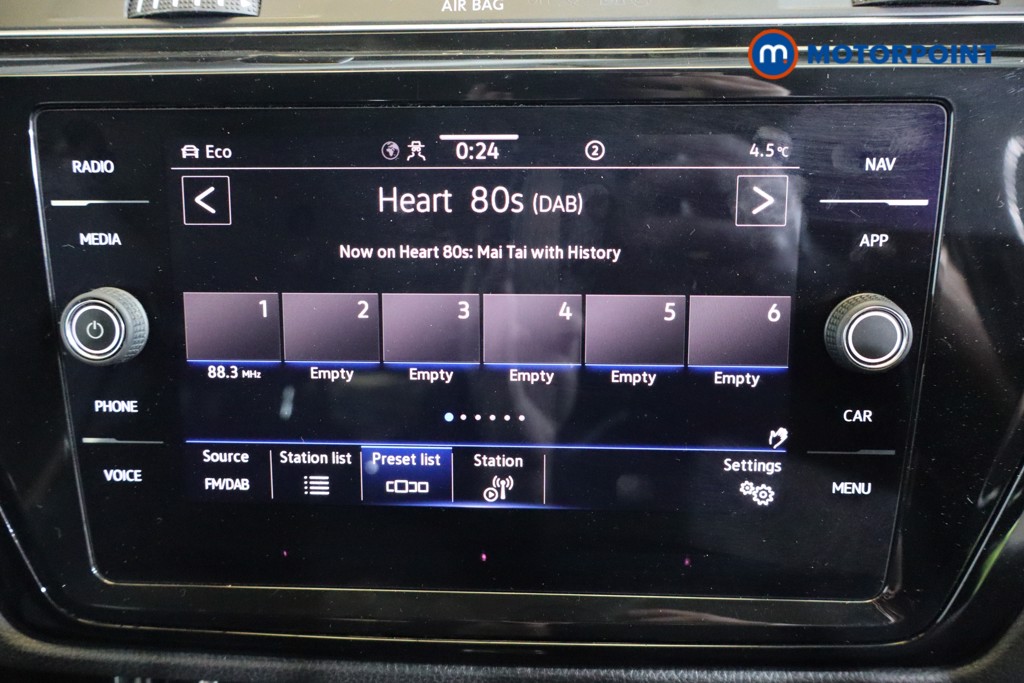 AIR BAG
m MOTORPOINT
RADIO
MEDIA
PHONE
VOICE
Eco 0:24 2 4.5°C
< Heart 80s (DAB) >
Now on Heart 80s: Mai Tai with History
1 2 3 4 5 6
88.3 MHz Empty Empty Empty Empty Empty
Source Station list Preset list Station Settings
FM/DAB
NAV
APP
CAR
MENU